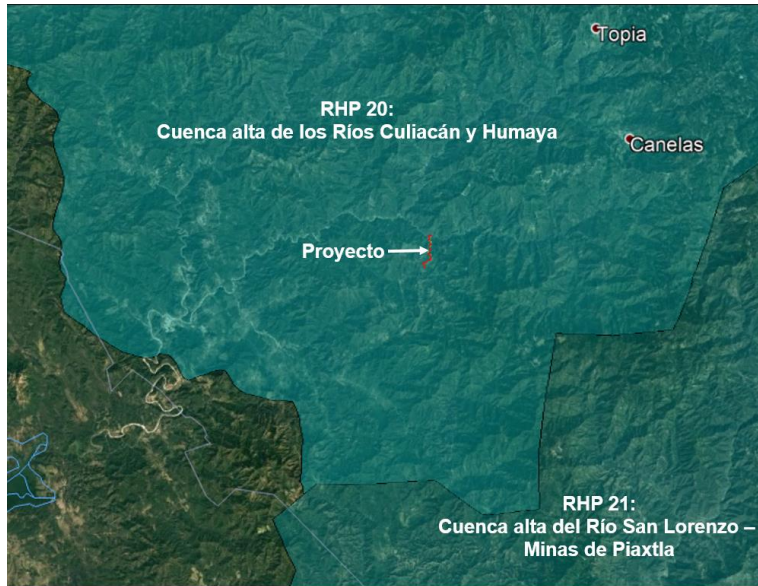 Topia
RHP 20:
Cuenca alta de los Ríos Culiacán y Humaya
Canelas
Proyecto
RHP 21:
Cuenca alta del Río San Lorenzo –
Minas de Piaxtla